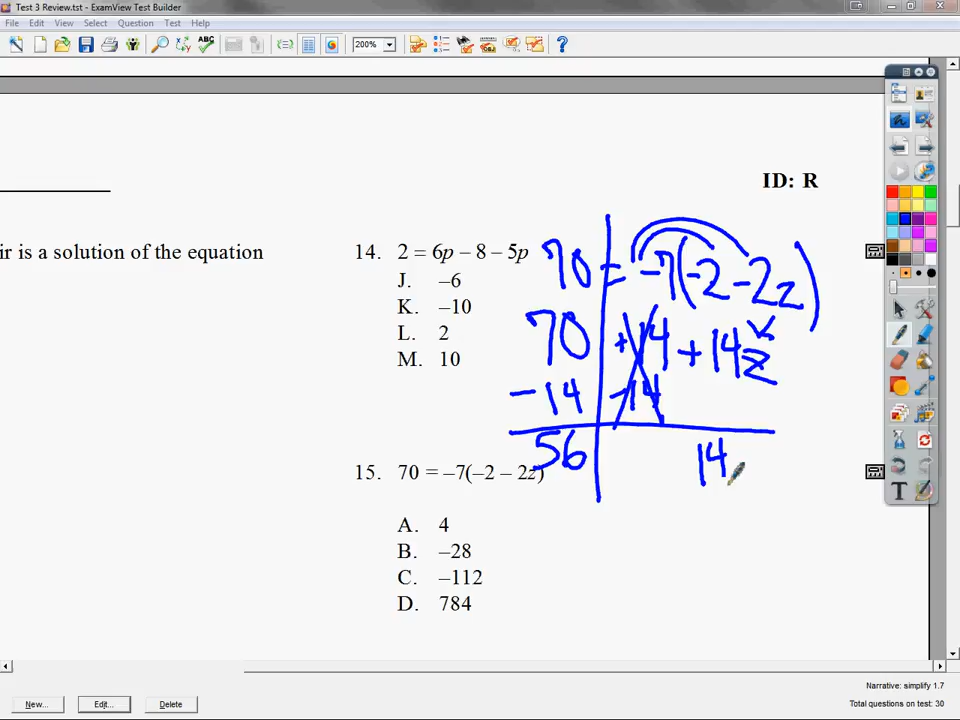 Test 3 Review.tst - ExamView Test Builder
File Edit View Select Question Test Help
200%
ID: R
ir is a solution of the equation
14. 2 = 6p – 8 – 5p
J. –6
K. –10
L. 2
M. 10
70 = -7(-2 - 2z)
70 +14 + 14z
-14 -14
56 14
15. 70 = –7(–2 – 2z)
A. 4
B. –28
C. –112
D. 784
New... Edit... Delete
Narrative: simplify 1.7
Total questions on test: 30